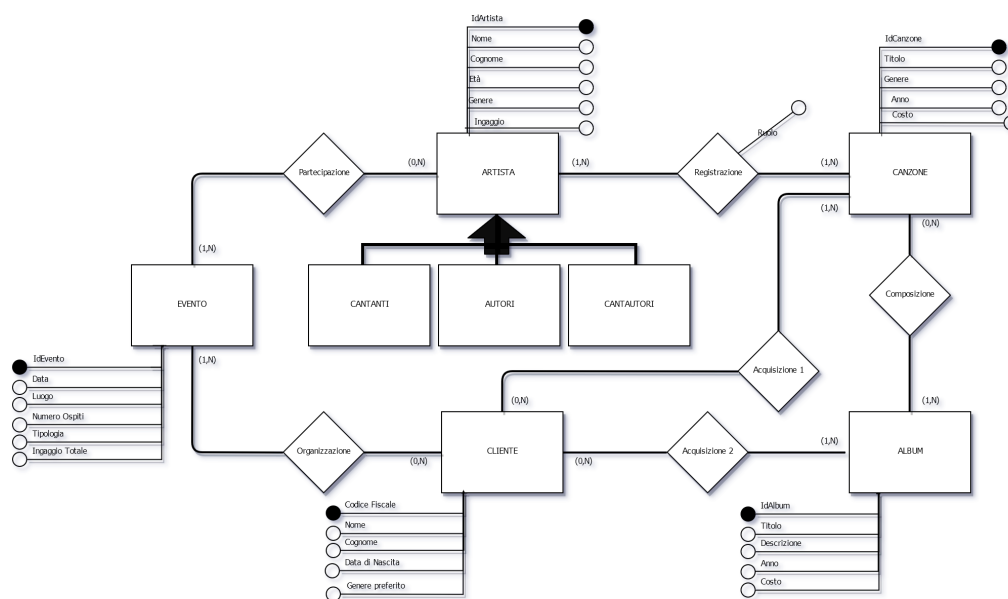 IdArtista
Nome
Cognome
Età
Genere
Ingaggio
IdCanzone
Titolo
Genere
Anno
Costo
Ruolo
Partecipazione
(0,N)
ARTISTA
(1,N)
Registrazione
(1,N)
CANZONE
(1,N)
(0,N)
(1,N)
EVENTO
CANTANTI
AUTORI
CANTAUTORI
Composizione
(1,N)
IdEvento
Data
Luogo
Numero Ospiti
Tipologia
Ingaggio Totale
Acquisizione 1
(0,N)
(1,N)
Organizzazione
(0,N)
CLIENTE
(0,N)
Acquisizione 2
(1,N)
ALBUM
Codice Fiscale
Nome
Cognome
Data di Nascita
Genere preferito
IdAlbum
Titolo
Descrizione
Anno
Costo